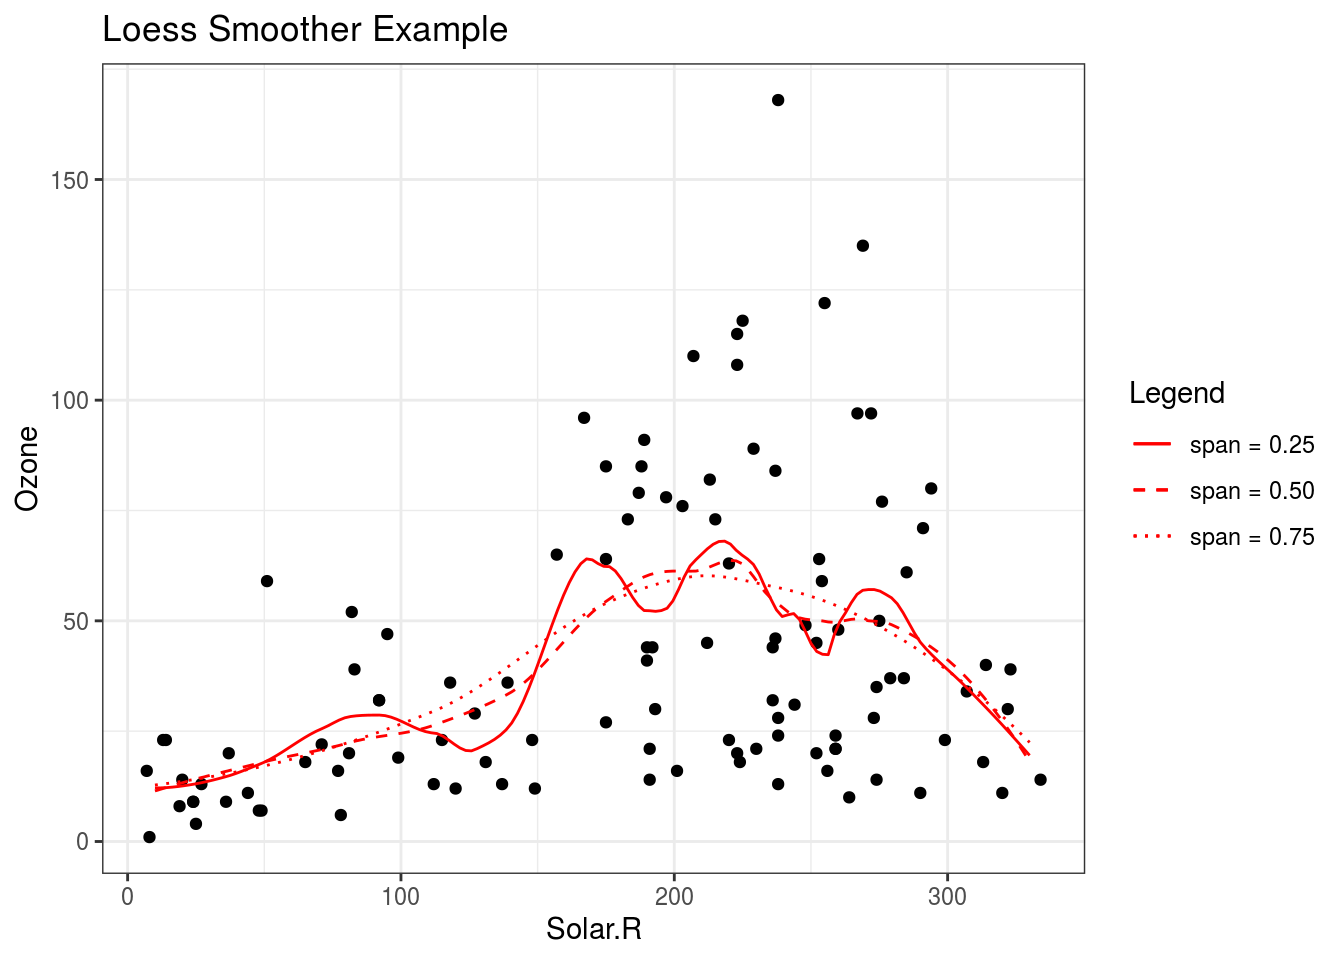 Loess Smoother Example
150
100
50
0
Ozone
0
100
200
300
Solar.R
Legend
span = 0.25
span = 0.50
span = 0.75